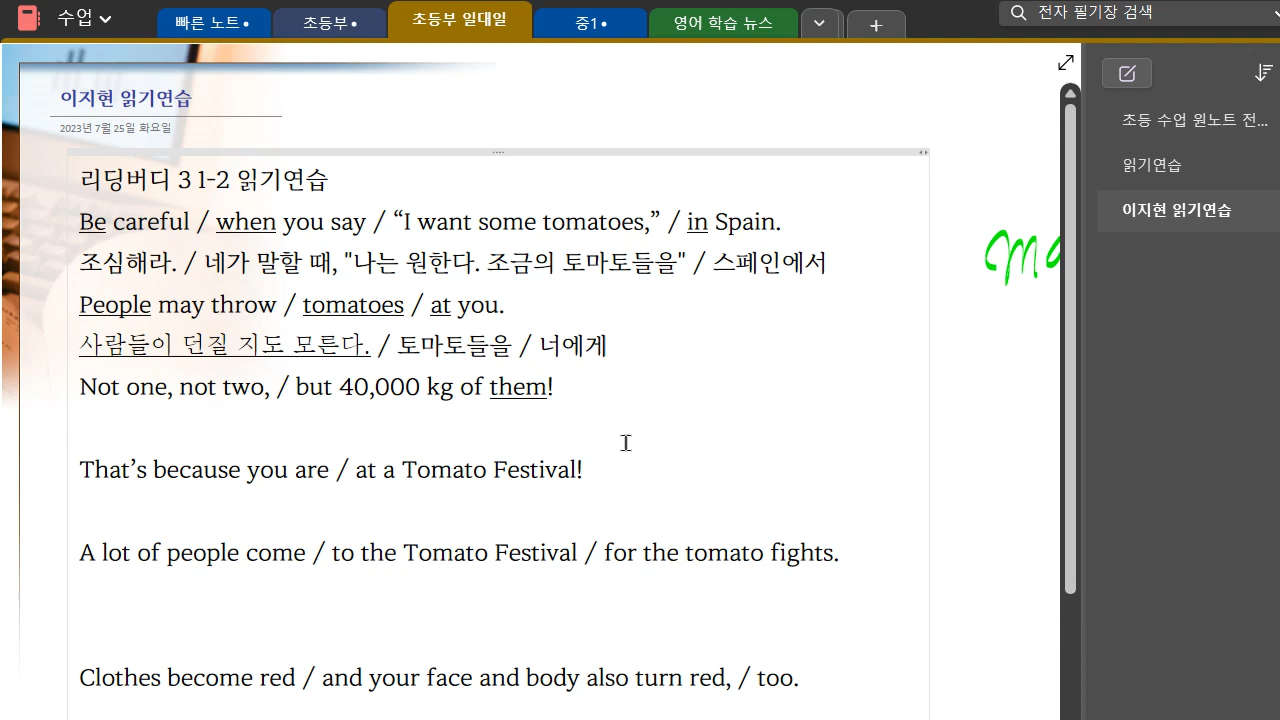 수업
빠른 노트
초등부
초등부 일대일
중1
영어 학습 뉴스
전자 필기장 검색
이지현 읽기연습
2023년 7월 25일 화요일
리딩버디 3 1-2 읽기연습
Be careful / when you say / “I want some tomatoes,” / in Spain.
조심해라. / 네가 말할 때, "나는 원한다. 조금의 토마토들을" / 스페인에서
People may throw / tomatoes / at you.
사람들이 던질 지도 모른다. / 토마토들을 / 너에게
Not one, not two, / but 40,000 kg of them!
That’s because you are / at a Tomato Festival!
A lot of people come / to the Tomato Festival / for the tomato fights.
Clothes become red / and your face and body also turn red, / too.
초등 수업 원노트 전...
읽기연습
이지현 읽기연습